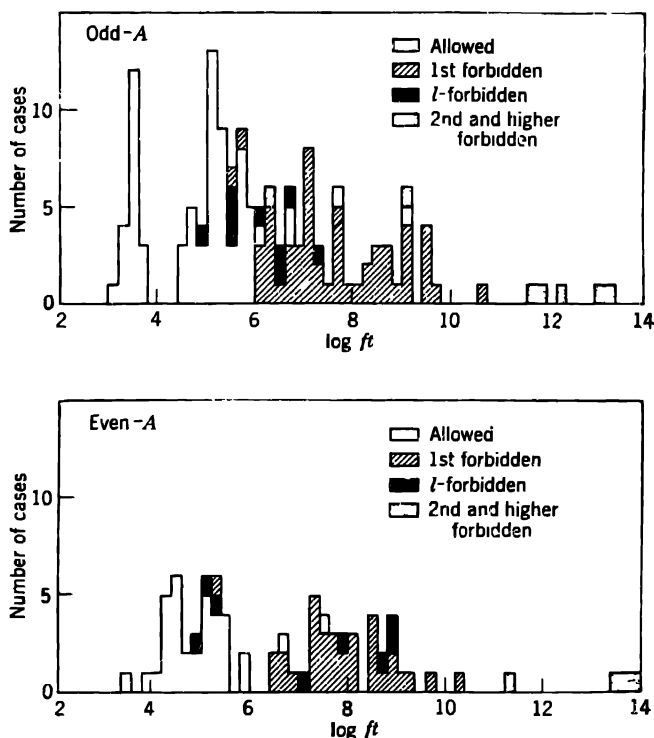 Odd-A
Allowed
1st forbidden
l-forbidden
2nd and higher
forbidden
Number of cases
10
5
0
2 4 6 8 10 12 14
log ft
Even-A
Allowed
1st forbidden
l-forbidden
2nd and higher
forbidden
Number of cases
10
5
0
2 4 6 8 10 12 14
log ft